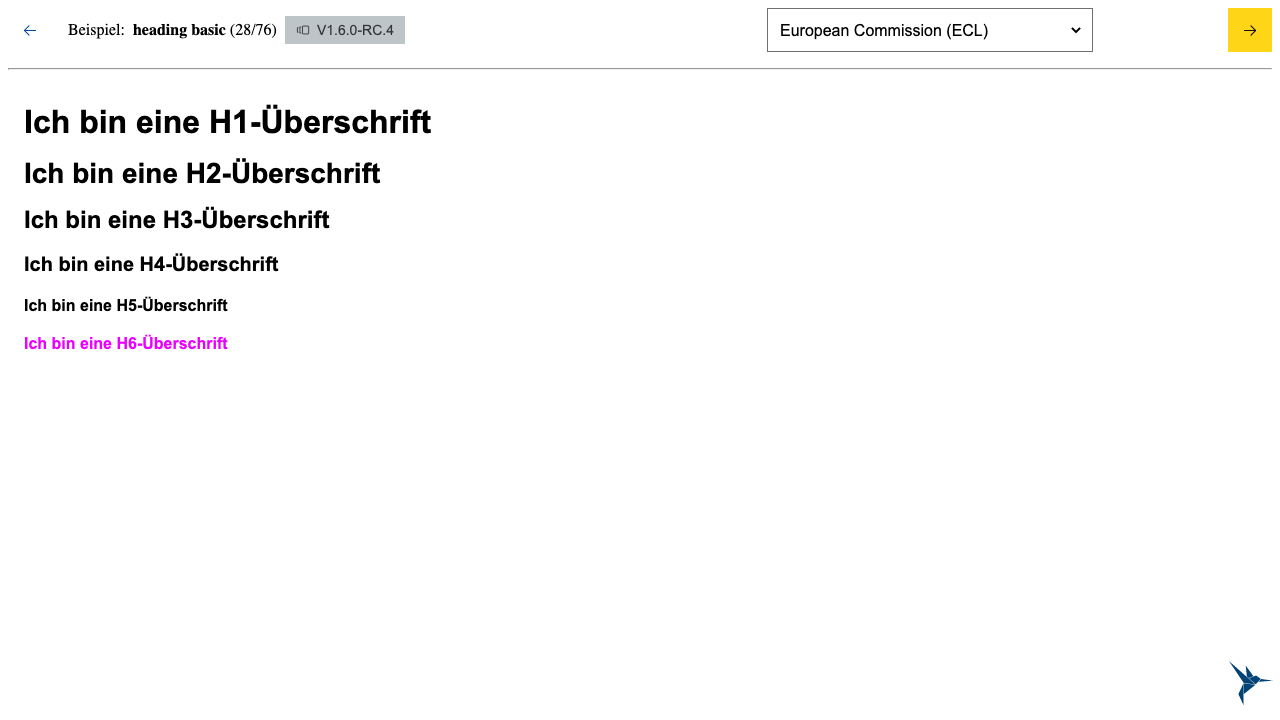 Beispiel: heading basic (28/76) V1.6.0-RC.4 European Commission (ECL)
Ich bin eine H1-Überschrift
Ich bin eine H2-Überschrift
Ich bin eine H3-Überschrift
Ich bin eine H4-Überschrift
Ich bin eine H5-Überschrift
Ich bin eine H6-Überschrift